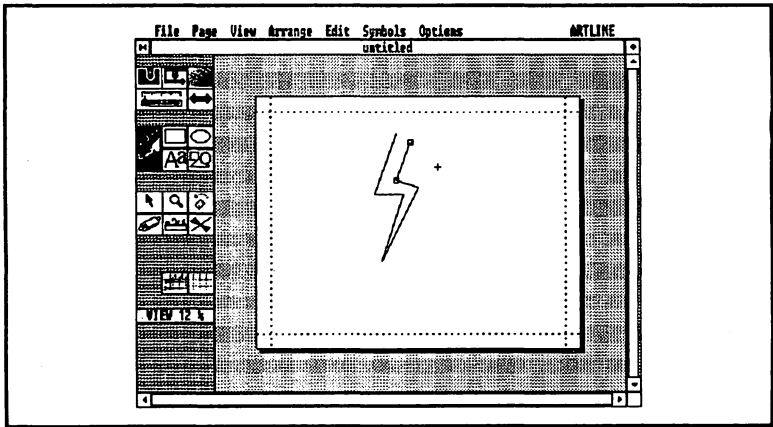 File Page View Arrange Edit Symbols Options ARTLINE
untitled
Aa
VIEW 12 %